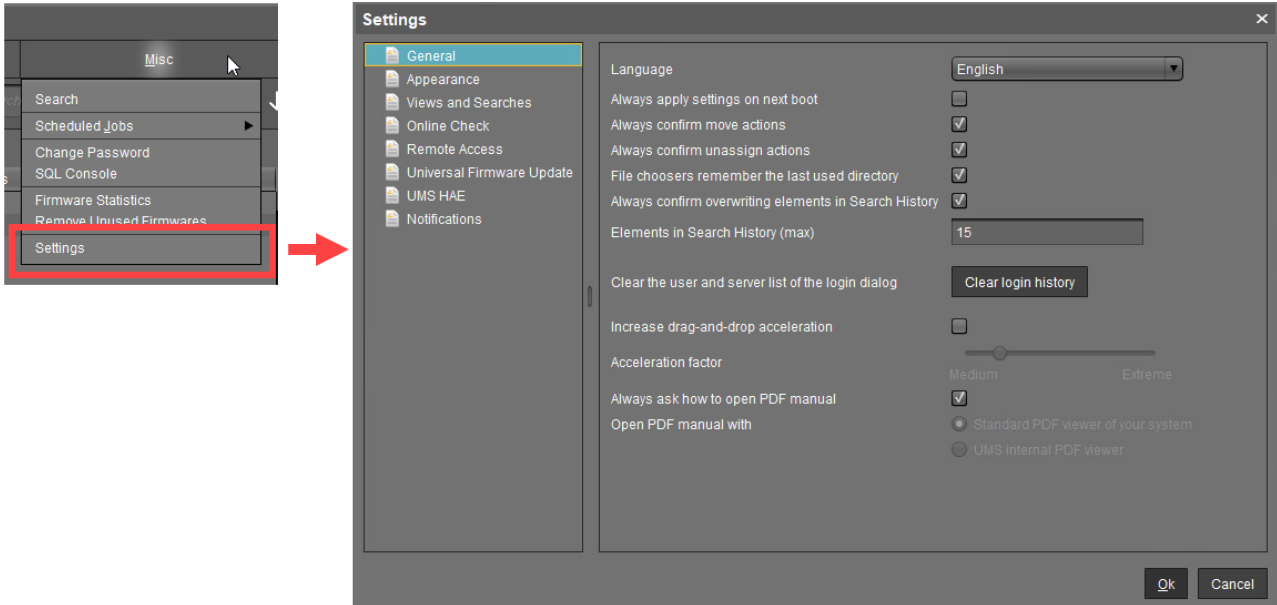 Misc
Search
Scheduled Jobs
Change Password
SQL Console
Firmware Statistics
Remove Unused Firmwares
Settings
Settings
General
Appearance
Views and Searches
Online Check
Remote Access
Universal Firmware Update
UMS HAE
Notifications
Language English
Always apply settings on next boot
Always confirm move actions
Always confirm unassign actions
File choosers remember the last used directory
Always confirm overwriting elements in Search History
Elements in Search History (max) 15
Clear the user and server list of the login dialog Clear login history
Increase drag-and-drop acceleration
Acceleration factor
Medium Extreme
Always ask how to open PDF manual
Open PDF manual with Standard PDF viewer of your system
UMS internal PDF viewer
Ok Cancel